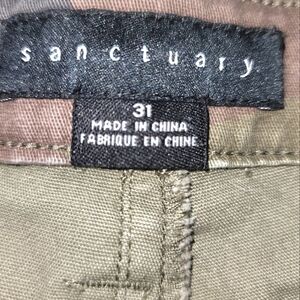 sanctuary
31
MADE IN CHINA
FABRIQUE EN CHINE